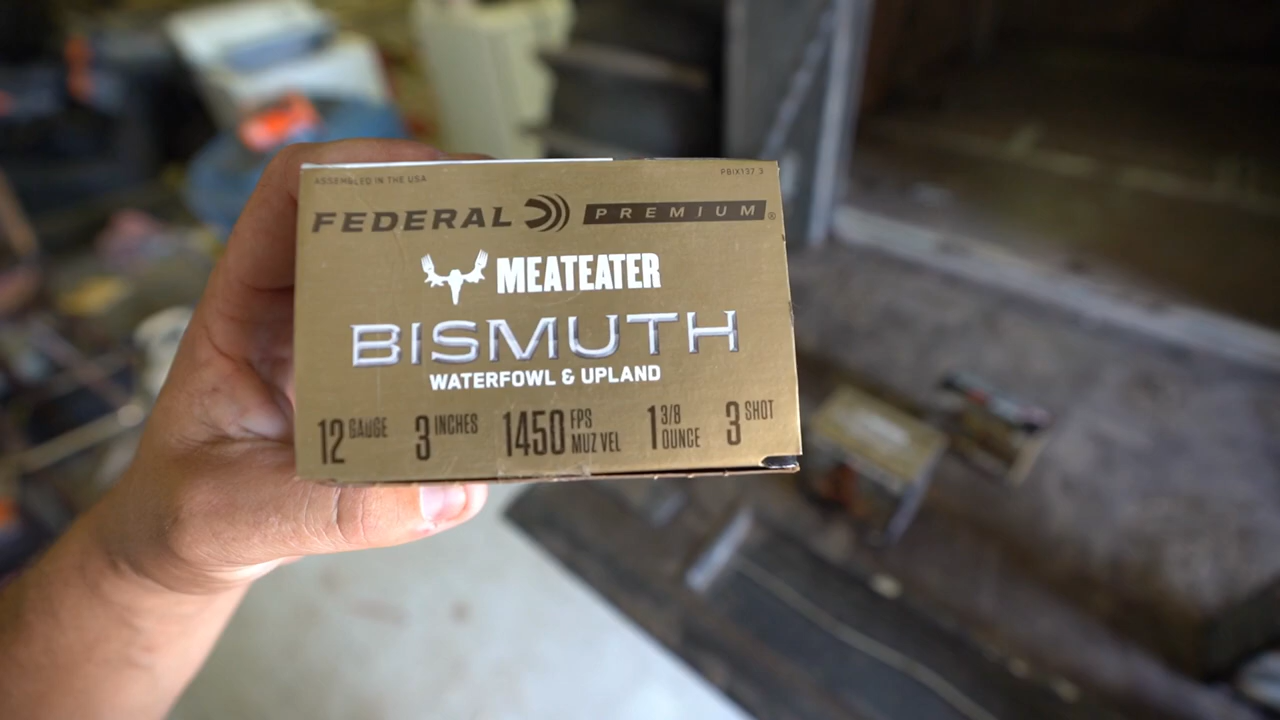 ASSEMBLED IN THE USA
PBIX137 3
FEDERAL PREMIUM®
MEATEATER
BISMUTH
WATERFOWL & UPLAND
12 GAUGE 3 INCHES 1450 FPS MUZ VEL 1 3/8 OUNCE 3 SHOT